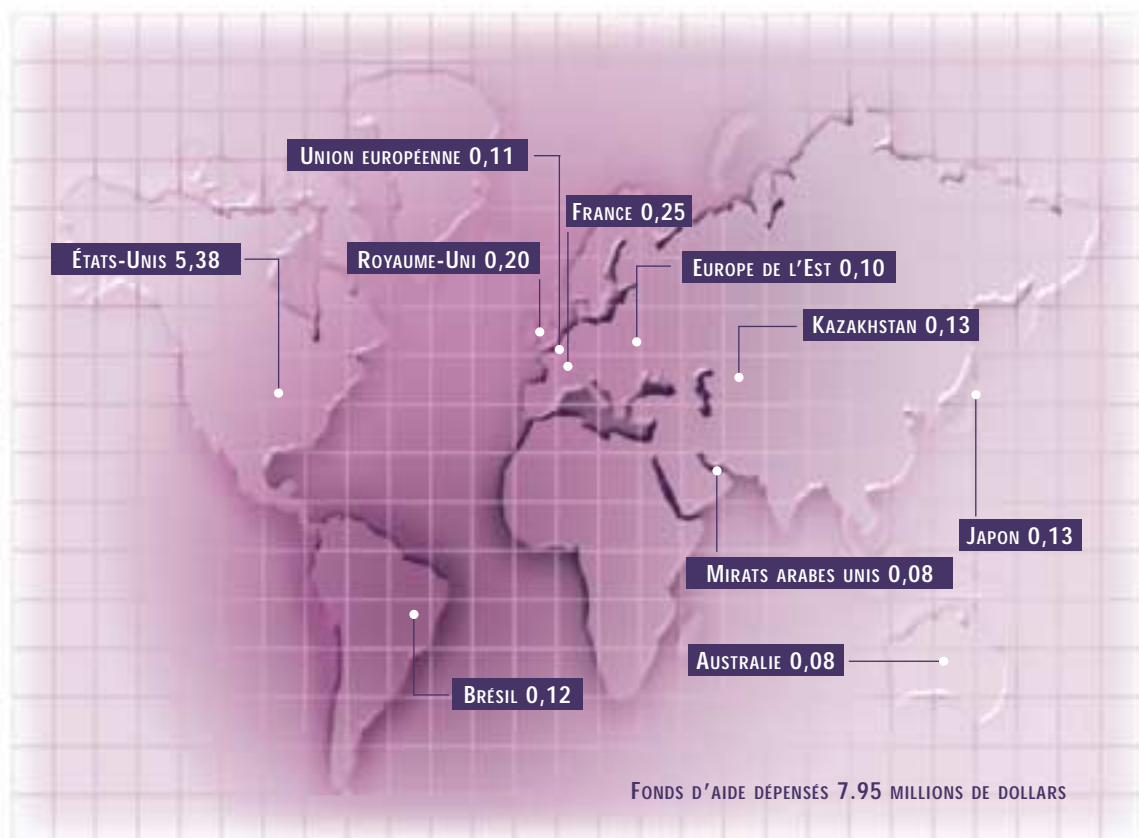 Union européenne 0,11
France 0,25
États-Unis 5,38
Royaume-Uni 0,20
Europe de l'Est 0,10
Kazakhstan 0,13
Japon 0,13
Mirats arabes unis 0,08
Australie 0,08
Brésil 0,12
Fonds d'aide dépensés 7.95 millions de dollars